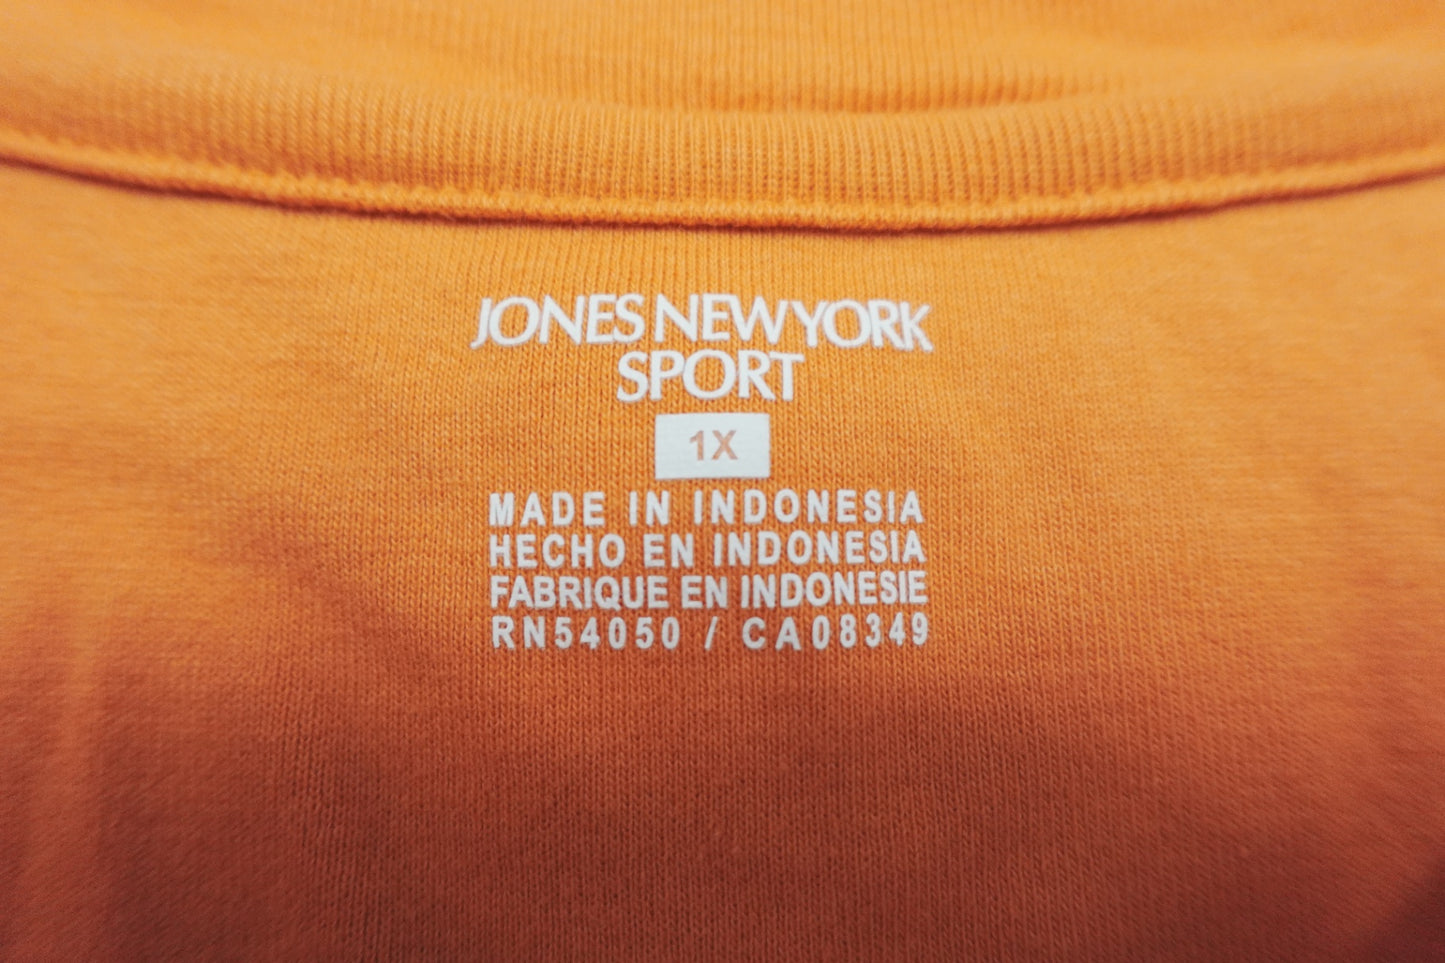 JONES NEW YORK
SPORT
1X
MADE IN INDONESIA
HECHO EN INDONESIA
FABRIQUE EN INDONESIE
RN54050 / CA08349